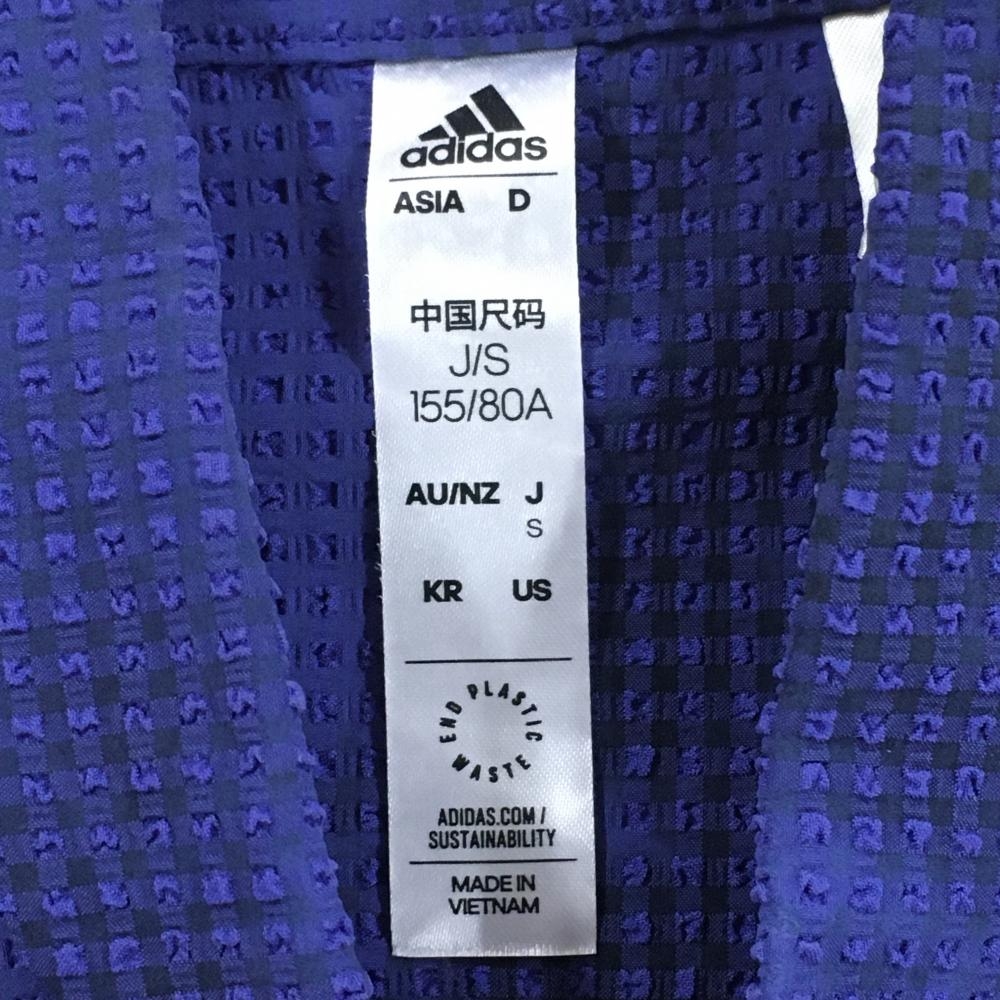 adidas
ASIA D
中国尺码
J/S
155/80A
AU/NZ J
S
KR US
END PLASTIC WASTE
ADIDAS.COM /
SUSTAINABILITY
MADE IN
VIETNAM